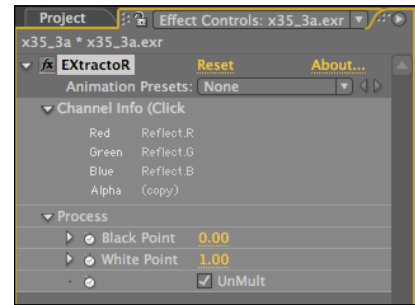 Project Effect Controls: x35_3a.exr
x35_3a * x35_3a.exr
fx EXtractoR Reset About...
Animation Presets: None
Channel Info (Click
Red Reflect.R
Green Reflect.G
Blue Reflect.B
Alpha (copy)
Process
Black Point 0.00
White Point 1.00
UnMult